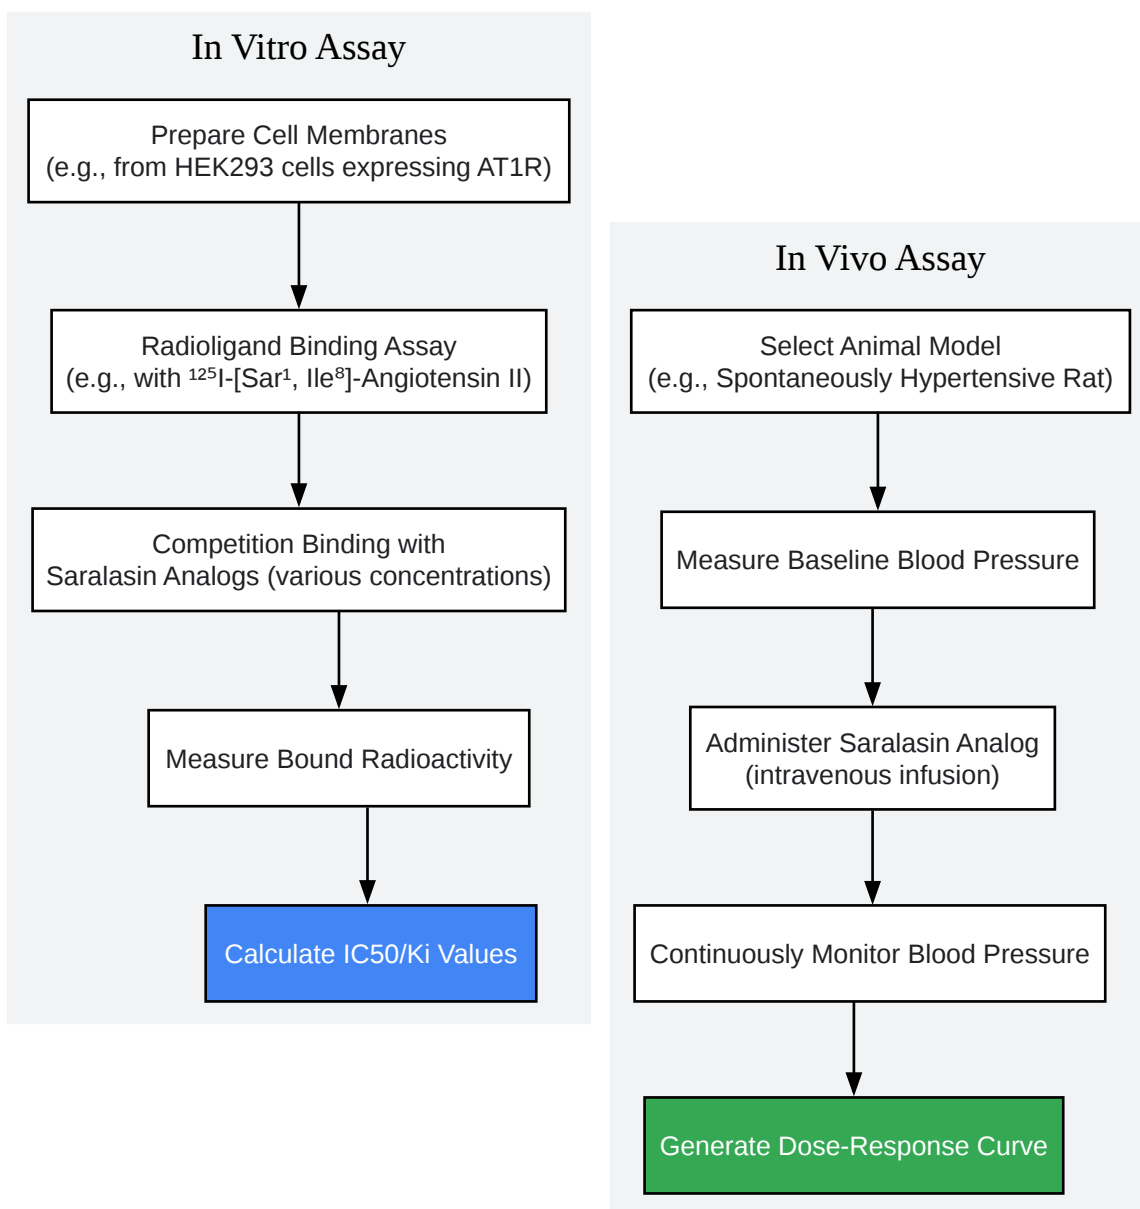 In Vitro Assay
Prepare Cell Membranes
(e.g., from HEK293 cells expressing AT1R)
Radioligand Binding Assay
(e.g., with ¹²⁵I-[Sar¹, Ile⁸]-Angiotensin II)
Competition Binding with
Saralasin Analogs (various concentrations)
Measure Bound Radioactivity
Calculate IC50/Ki Values
In Vivo Assay
Select Animal Model
(e.g., Spontaneously Hypertensive Rat)
Measure Baseline Blood Pressure
Administer Saralasin Analog
(intravenous infusion)
Continuously Monitor Blood Pressure
Generate Dose-Response Curve